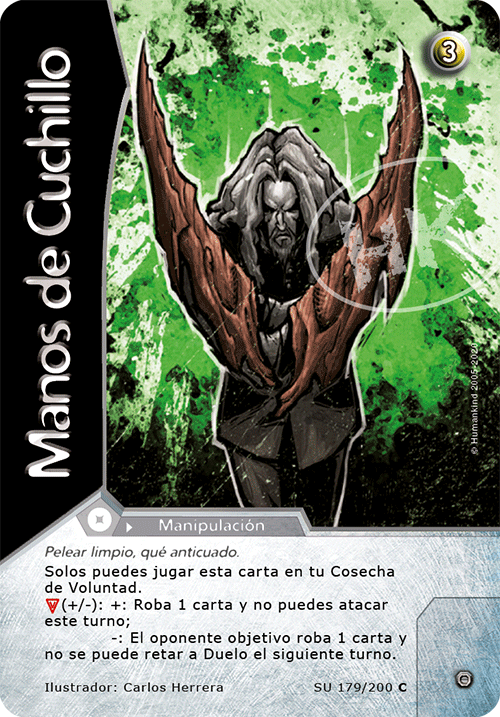 3
Manos de Cuchillo
HK
© Humankind 2005-2020
Manipulación
Pelear limpio, qué anticuado.
Solos puedes jugar esta carta en tu Cosecha
de Voluntad.
(+/-): +: Roba 1 carta y no puedes atacar
este turno;
-: El oponente objetivo roba 1 carta y
no se puede retar a Duelo el siguiente turno.
Ilustrador: Carlos Herrera SU 179/200 C